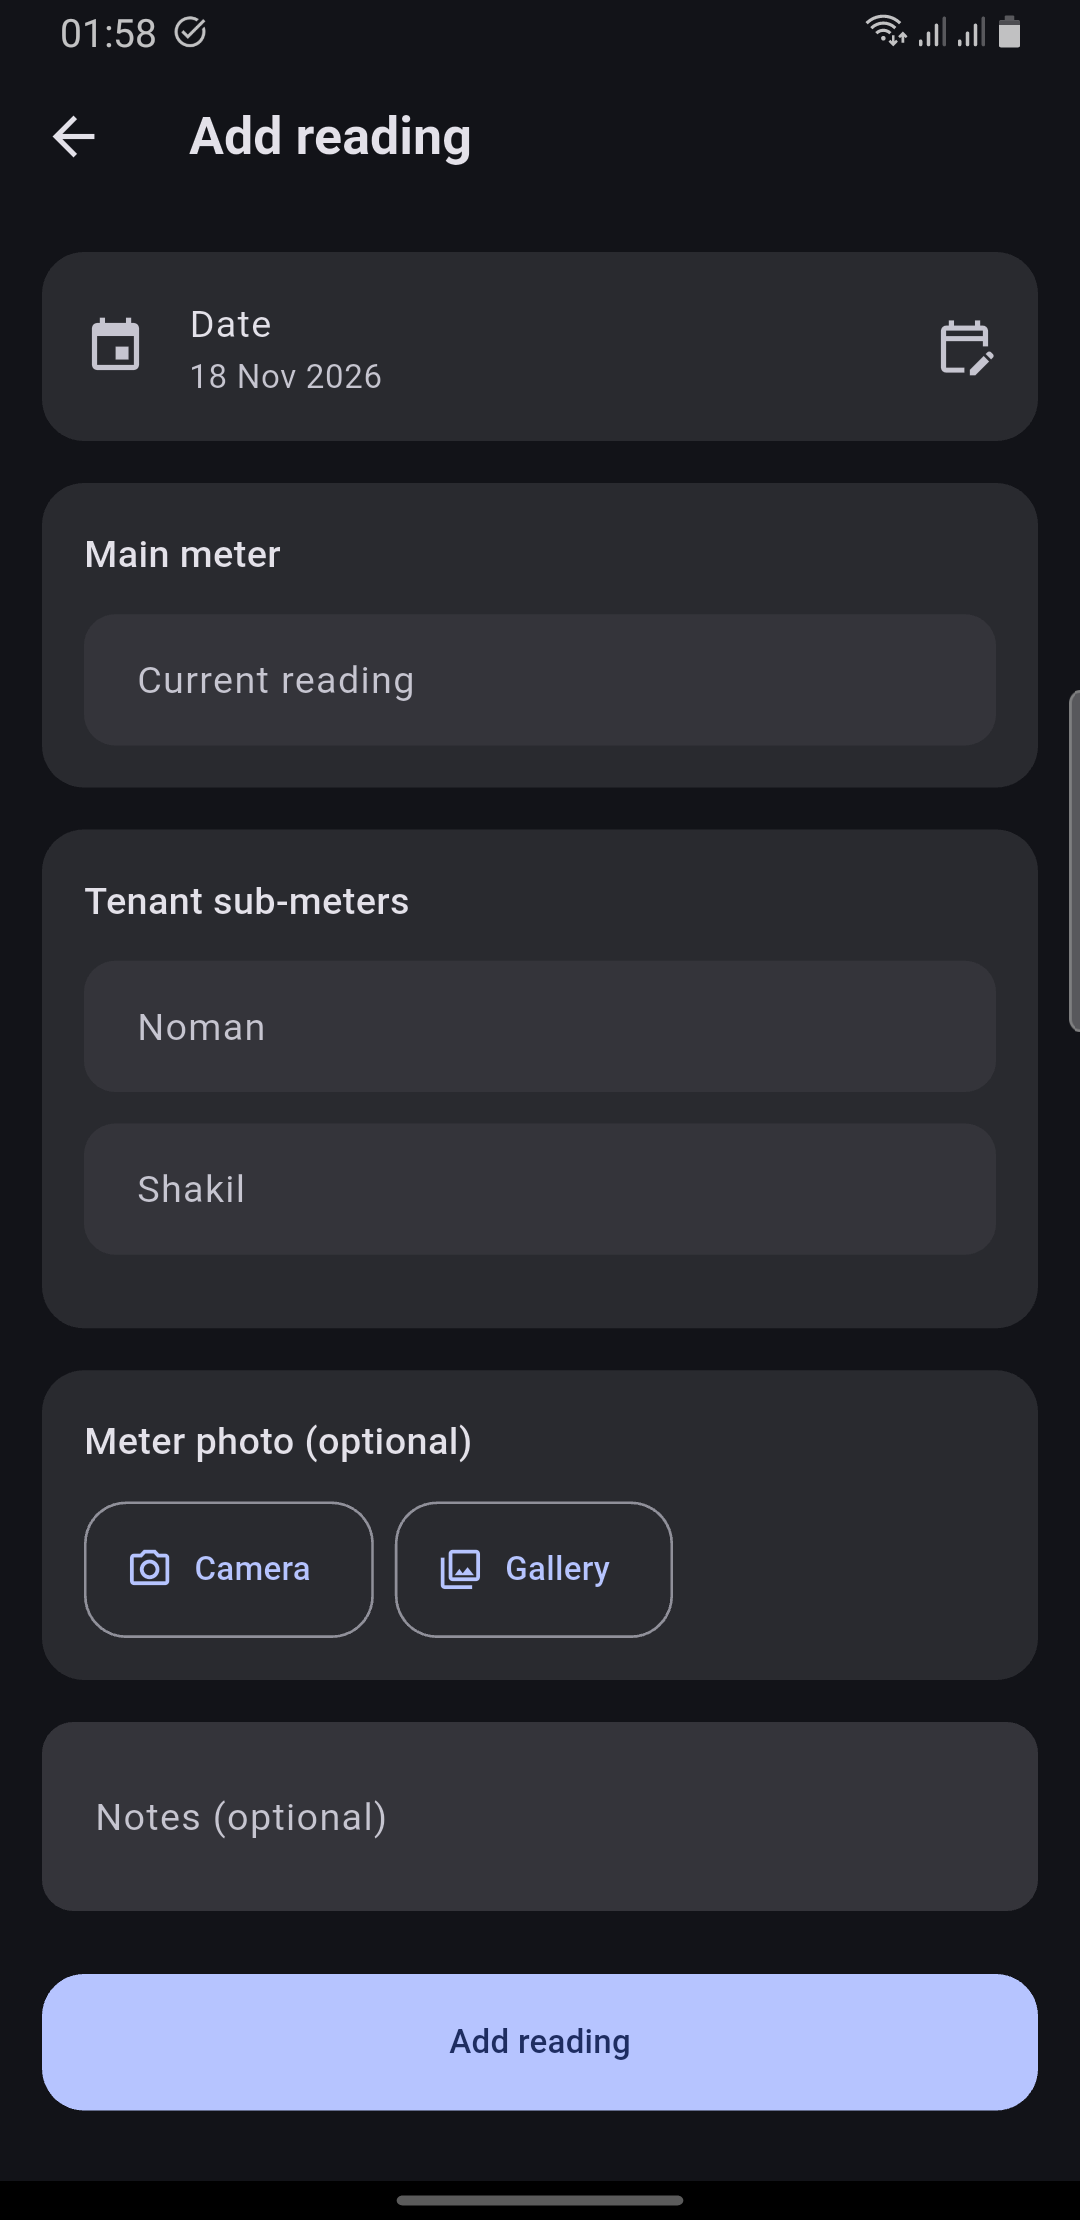 01:58
Add reading
Date
18 Nov 2026
Main meter
Current reading
Tenant sub-meters
Noman
Shakil
Meter photo (optional)
Camera
Gallery
Notes (optional)
Add reading